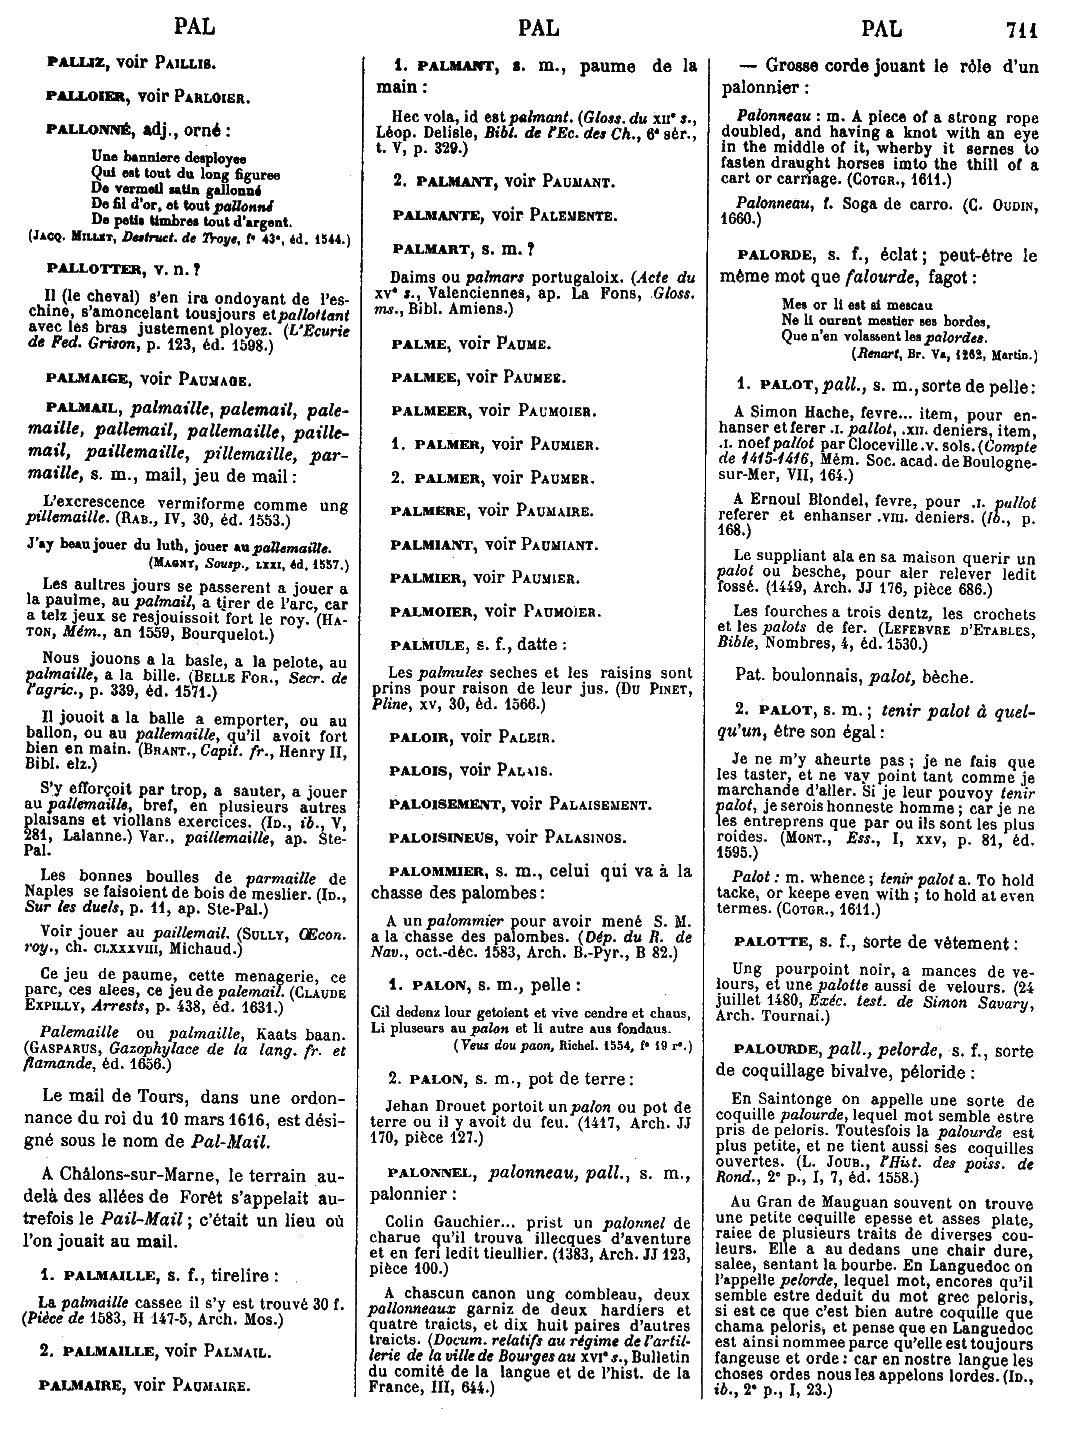 PAL
PAL
PAL 711
PALLIZ, voir PAILLIS.
PALLOIER, voir PARLOIER.
PALLONNÉ, adj., orné :
Une banniere desployee
Qui est tout du long figuree
De vermeil satin gallonné
De fil d'or, et tout pallonné
De petis timbres tout d'argent.
(JACQ. MILLET, Destruct. de Troye, f° 43ª, éd. 1544.)
PALLOTTER, v. n. ?
Il (le cheval) s'en ira ondoyant de l'es-
chine, s'amoncelant tousjours et pallottant
avec les bras justement ployez. (L'Ecurie
de Fed. Grison, p. 123, éd. 1598.)
PALMAIGE, voir PAUMAGE.
PALMAIL, palmaille, palemail, pale-
maille, pallemail, pallemaille, paille-
mail, paillemaille, pillemaille, par-
maille, s. m., mail, jeu de mail :
L'excrescence vermiforme comme ung
pillemaille. (RAB., IV, 30, éd. 1553.)
J'ay beau jouer du luth, jouer au pallemaille.
(MAGNY, Sousp., LXXI, éd. 1557.)
Les aultres jours se passerent a jouer a
la paulme, au palmail, a tirer de l'arc, car
a telz jeux se resjouissoit fort le roy. (HA-
TON, Mém., an 1559, Bourquelot.)
Nous jouons a la basle, a la pelote, au
palmaille, a la bille. (BELLE FOR., Secr. de
l'agric., p. 339, éd. 1571.)
Il jouoit a la balle a emporter, ou au
ballon, ou au pallemaille, qu'il avoit fort
bien en main. (BRANT., Capit. fr., Henry II,
Bibl. elz.)
S'y efforçoit par trop, a sauter, a jouer
au pallemaille, bref, en plusieurs autres
plaisans et viollans exercices. (ID., ib., V,
281, Lalanne.) Var., paillemaille, ap. Ste-
Pal.
Les bonnes boulles de parmaille de
Naples se faisoient de bois de meslier. (ID.,
Sur les duels, p. 11, ap. Ste-Pal.)
Voir jouer au paillemail. (SULLY, Œcon.
roy., ch. CLXXXVIII, Michaud.)
Ce jeu de paume, cette menagerie, ce
parc, ces alees, ce jeu de palemail. (CLAUDE
EXPILLY, Arrests, p. 438, éd. 1631.)
Palemaille ou palmaille, Kaats baan.
(GASPARUS, Gazophylace de la lang. fr. et
flamande, éd. 1656.)
Le mail de Tours, dans une ordon-
nance du roi du 10 mars 1616, est dési-
gné sous le nom de Pal-Mail.
A Châlons-sur-Marne, le terrain au-
delà des allées de Forêt s'appelait au-
trefois le Pail-Mail ; c'était un lieu où
l'on jouait au mail.
1. PALMAILLE, s. f., tirelire :
La palmaille cassee il s'y est trouvé 30 f.
(Pièce de 1583, H 147-5, Arch. Mos.)
2. PALMAILLE, voir PALMAIL.
PALMAIRE, voir PAUMAIRE.
1. PALMANT, s. m., paume de la
main :
Hec vola, id est palmant. (Gloss. du XIIᵉ s.,
Léop. Delisle, Bibl. de l'Ec. des Ch., 6ᵉ sér.,
t. V, p. 329.)
2. PALMANT, voir PAUMANT.
PALMANTE, voir PALEMENTE.
PALMART, s. m. ?
Daims ou palmars portugaloix. (Acte du
XVᵉ s., Valenciennes, ap. La Fons, Gloss.
ms., Bibl. Amiens.)
PALME, voir PAUME.
PALMEE, voir PAUMEE.
PALMEER, voir PAUMOIER.
1. PALMER, voir PAUMIER.
2. PALMER, voir PAUMER.
PALMERE, voir PAUMAIRE.
PALMIANT, voir PAUMIANT.
PALMIER, voir PAUMIER.
PALMOIER, voir PAUMOIER.
PALMULE, s. f., datte :
Les palmules seches et les raisins sont
prins pour raison de leur jus. (DU PINET,
Pline, XV, 30, éd. 1566.)
PALOIR, voir PALEIR.
PALOIS, voir PALAIS.
PALOISEMENT, voir PALAISEMENT.
PALOISINEUS, voir PALASINOS.
PALOMMIER, s. m., celui qui va à la
chasse des palombes :
A un palommier pour avoir mené S. M.
a la chasse des palombes. (Dép. du R. de
Nav., oct.-déc. 1583, Arch. B.-Pyr., B 82.)
1. PALON, s. m., pelle :
Cil dedenz lour getoient et vive cendre et chaus,
Li pluseurs au palon et li autre aus fondaus.
(Veus dou paon, Richel. 1554, f° 19 r°.)
2. PALON, s. m., pot de terre :
Jehan Drouet portoit un palon ou pot de
terre ou il y avoit du feu. (1417, Arch. JJ
170, pièce 127.)
PALONNEL, palonneau, pall., s. m.,
palonnier :
Colin Gauchier... prist un palonnel de
charue qu'il trouva illecques d'aventure
et en feri ledit tieullier. (1383, Arch. JJ 123,
pièce 100.)
A chascun canon ung combleau, deux
pallonneaux garniz de deux hardiers et
quatre traicts, et dix huit paires d'autres
traicts. (Docum. relatifs au régime de l'artil-
lerie de la ville de Bourges au XVIᵉ s., Bulletin
du comité de la langue et de l'hist. de la
France, III, 644.)
— Grosse corde jouant le rôle d'un
palonnier :
Palonneau : m. A piece of a strong rope
doubled, and having a knot with an eye
in the middle of it, wherby it sernes to
fasten draught horses imto the thill of a
cart or carriage. (COTGR., 1611.)
Palonneau, f. Soga de carro. (C. OUDIN,
1660.)
PALORDE, s. f., éclat ; peut-être le
même mot que falourde, fagot :
Mes or li est si mescau
Ne li ourent mestier ses bordes,
Que n'en volassent les palordes.
(Renart, Br. Va, 1262, Martin.)
1. PALOT, pall., s. m., sorte de pelle :
A Simon Hache, fevre... item, pour en-
hanser et ferer .I. pallot, .XII. deniers, item,
.I. noef pallot par Cloceville .v. sols. (Compte
de 1415-1416, Mém. Soc. acad. de Boulogne-
sur-Mer, VII, 164.)
A Ernoul Blondel, fevre, pour .I. pallot
referer et enhanser .VIII. deniers. (Ib., p.
168.)
Le suppliant ala en sa maison querir un
palot ou besche, pour aler relever ledit
fossé. (1449, Arch. JJ 176, pièce 686.)
Les fourches a trois dentz, les crochets
et les palots de fer. (LEFEBVRE D'ETABLES,
Bible, Nombres, 4, éd. 1530.)
Pat. boulonnais, palot, bèche.
2. PALOT, s. m. ; tenir palot à quel-
qu'un, être son égal :
Je ne m'y aheurte pas ; je ne fais que
les taster, et ne vay point tant comme je
marchande d'aller. Si je leur pouvoy tenir
palot, je serois honneste homme ; car je ne
les entreprens que par ou ils sont les plus
roides. (MONT., Ess., I, XXV, p. 81, éd.
1595.)
Palot : m. whence ; tenir palot a. To hold
tacke, or keepe even with ; to hold at even
termes. (COTGR., 1611.)
PALOTTE, s. f., sorte de vêtement :
Ung pourpoint noir, a mances de ve-
lours, et une palotte aussi de velours. (24
juillet 1480, Exéc. test. de Simon Savary,
Arch. Tournai.)
PALOURDE, pall., pelorde, s. f., sorte
de coquillage bivalve, péloride :
En Saintonge on appelle une sorte de
coquille palourde, lequel mot semble estre
pris de peloris. Toutesfois la palourde est
plus petite, et ne tient aussi ses coquilles
ouvertes. (L. JOUB., l'Hist. des poiss. de
Rond., 2ᵉ p., I, 7, éd. 1558.)
Au Gran de Mauguan souvent on trouve
une petite coquille epesse et asses plate,
raiee de plusieurs traits de diverses cou-
leurs. Elle a au dedans une chair dure,
salee, sentant la bourbe. En Languedoc on
l'appelle pelorde, lequel mot, encores qu'il
semble estre deduit du mot grec peloris,
si est ce que c'est bien autre coquille que
chama peloris, et pense que en Languedoc
est ainsi nommee parce qu'elle est toujours
fangeuse et orde : car en nostre langue les
choses ordes nous les appelons lordes. (ID.,
ib., 2ᵉ p., I, 23.)